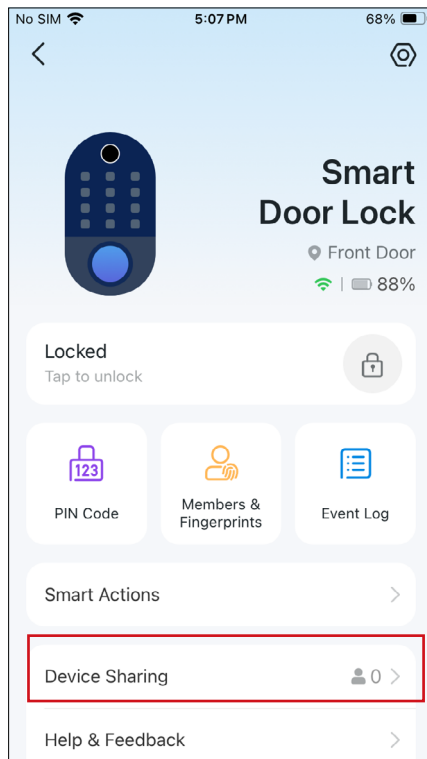 No SIM 5:07 PM 68%
Smart
Door Lock
Front Door
88%
Locked
Tap to unlock
123
PIN Code
Members &
Fingerprints
Event Log
Smart Actions
Device Sharing 0
Help & Feedback